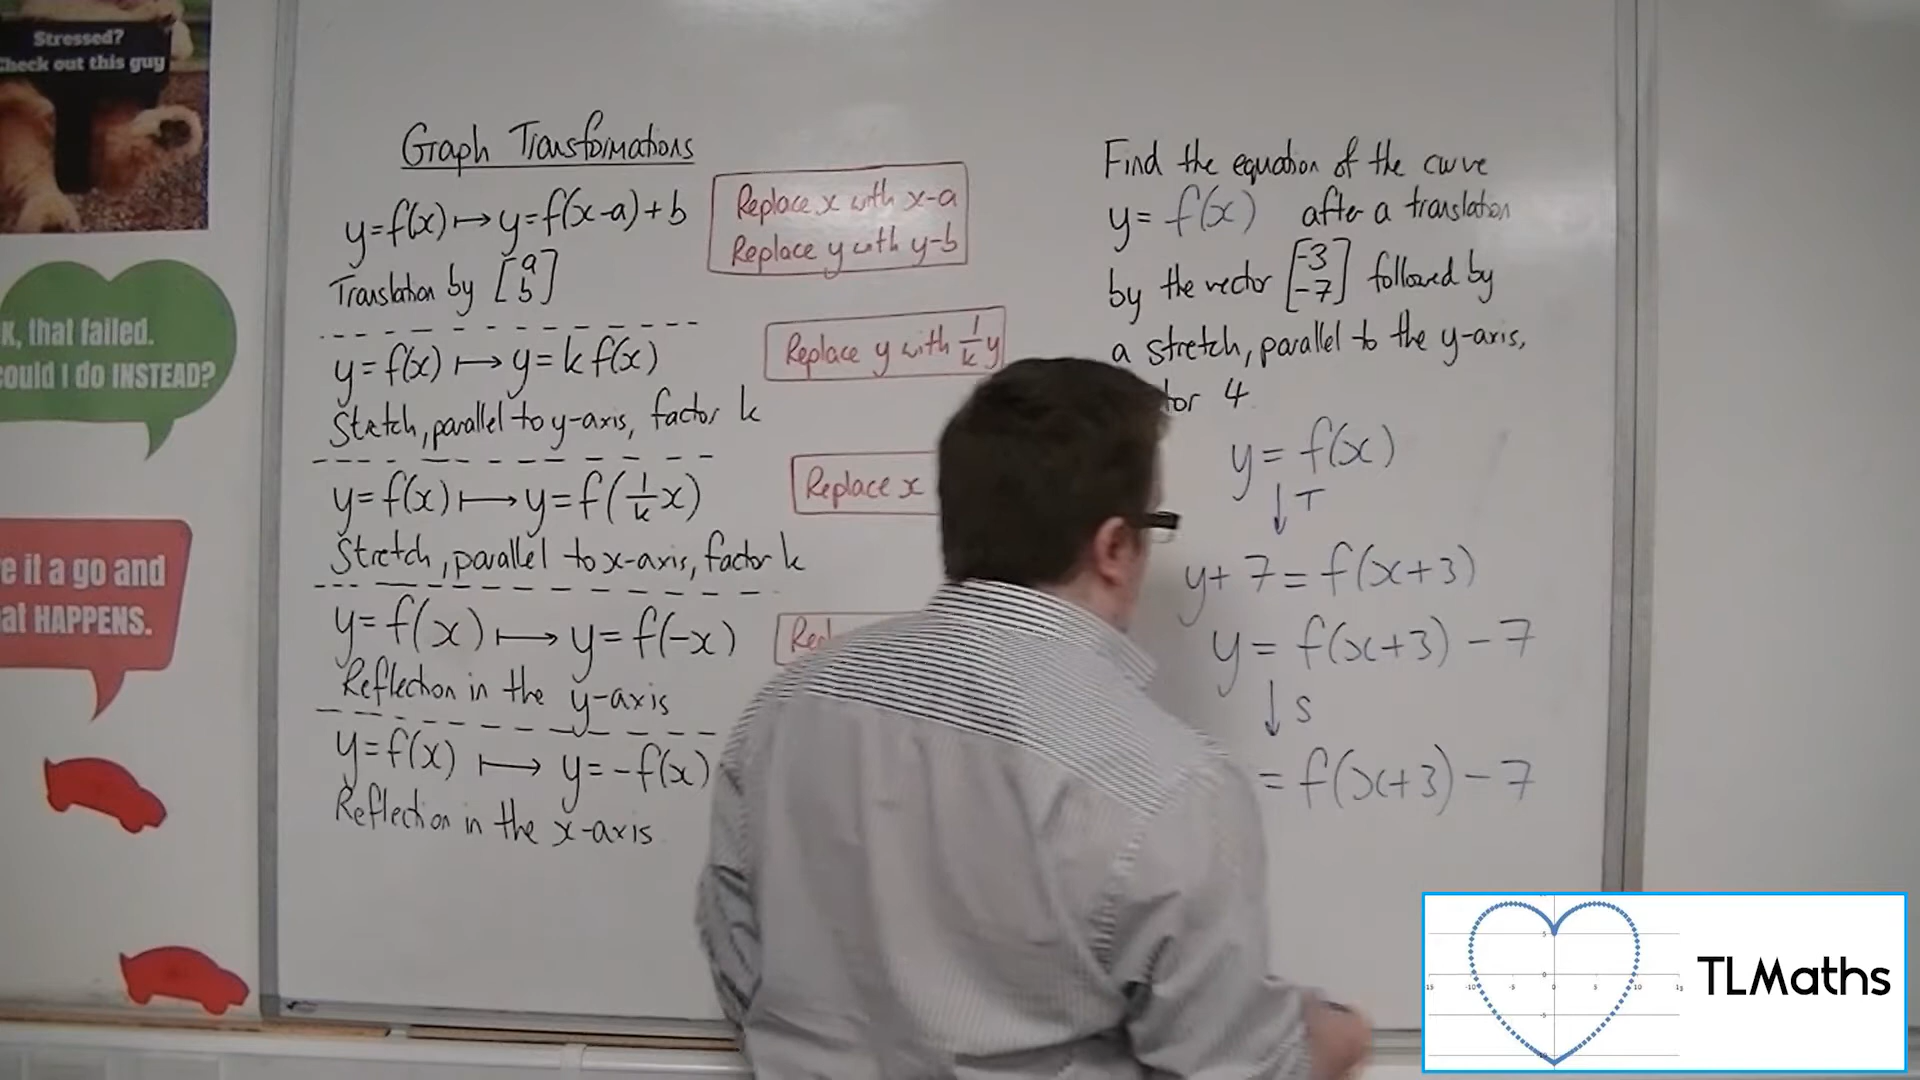 Stressed?
Check out this guy
K, that failed.
could I do INSTEAD?
e it a go and
at HAPPENS.
Graph Transformations
y=f(x) ⟼ y=f(x-a)+b
Translation by [a b]
Replace x with x-a
Replace y with y-b
y=f(x) ⟼ y=k f(x)
Stretch, parallel to y-axis, factor k
Replace y with 1/k y
y=f(x) ⟼ y=f(1/k x)
Stretch, parallel to x-axis, factor k
Replace x
y=f(x) ⟼ y=f(-x)
Reflection in the y-axis
y=f(x) ⟼ y=-f(x)
Reflection in the x-axis
Find the equation of the curve
y= f(x) after a translation
by the vector [-3 -7] followed by
a stretch, parallel to the y-axis,
tor 4.
y = f(x)
↓ T
y+7=f(x+3)
y = f(x+3)-7
↓ S
= f(x+3)-7
TLMaths